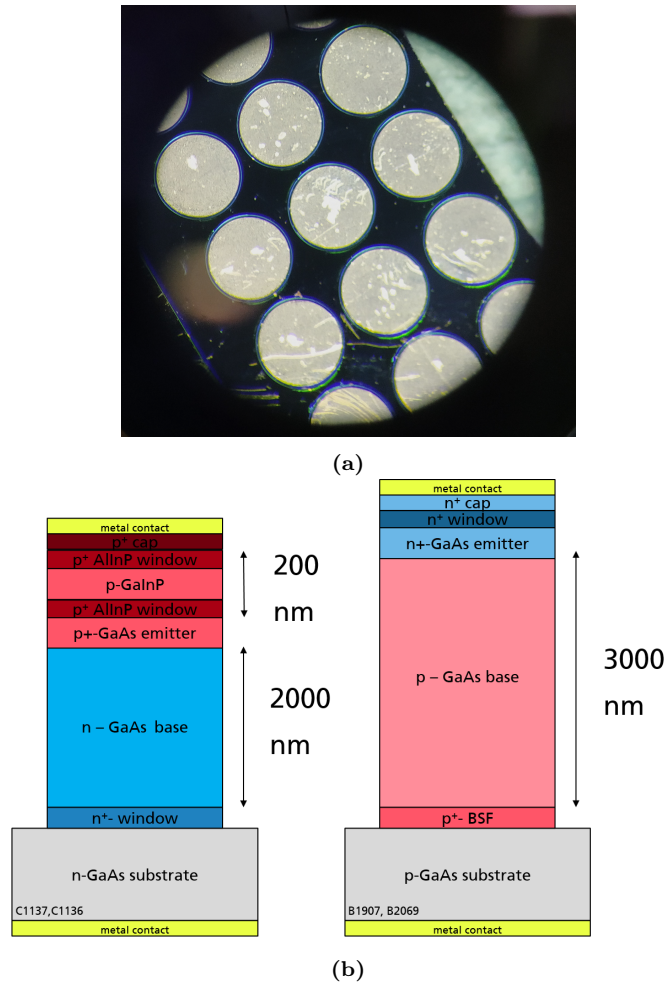 (a)
metal contact
p⁺ cap
p⁺ AlInP window
p-GaInP
p⁺ AlInP window
p+-GaAs emitter
n – GaAs base
n⁺- window
n-GaAs substrate
C1137,C1136
metal contact
200
nm
2000
nm
metal contact
n⁺ cap
n⁺ window
n+-GaAs emitter
p – GaAs base
p⁺- BSF
p-GaAs substrate
B1907, B2069
metal contact
3000
nm
(b)